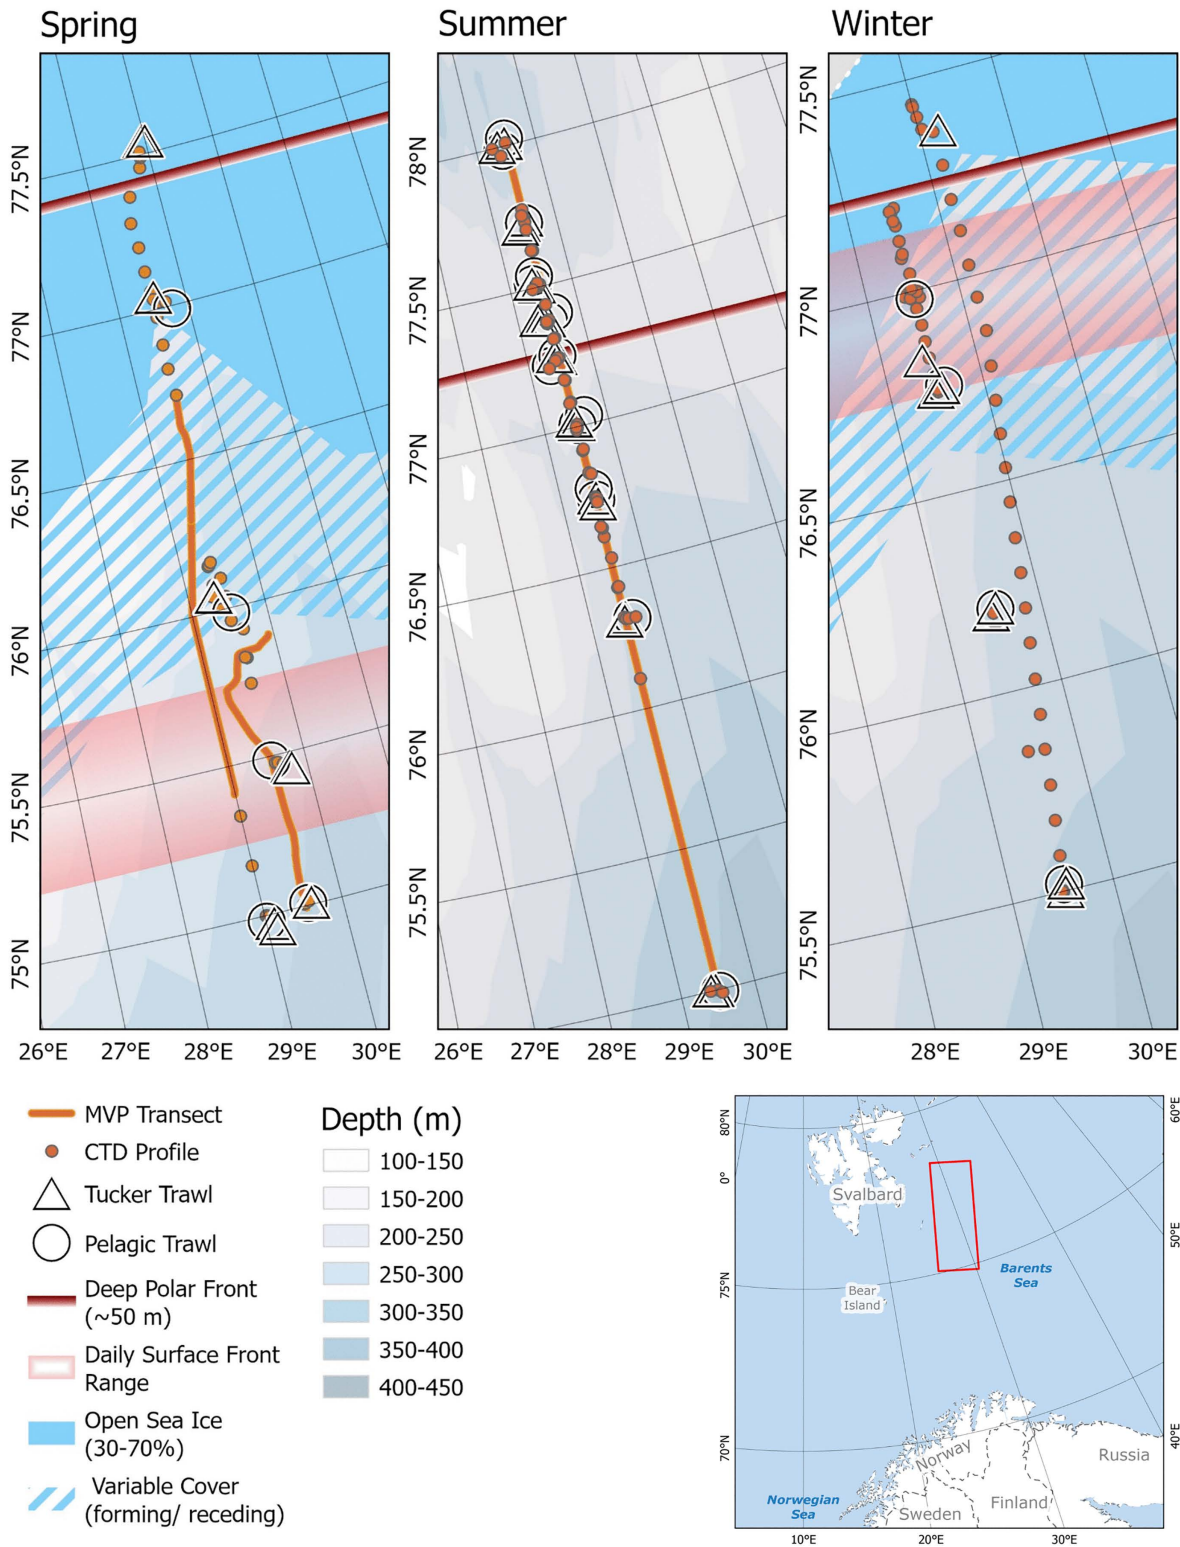 Spring
Summer
Winter
77.5°N
77°N
76.5°N
76°N
75.5°N
75°N
26°E
27°E
28°E
29°E
30°E
78°N
77.5°N
77°N
76.5°N
76°N
75.5°N
26°E
27°E
28°E
29°E
30°E
77.5°N
77°N
76.5°N
76°N
75.5°N
28°E
29°E
30°E
MVP Transect
CTD Profile
Tucker Trawl
Pelagic Trawl
Deep Polar Front
(~50 m)
Daily Surface Front
Range
Open Sea Ice
(30-70%)
Variable Cover
(forming/ receding)
Depth (m)
100-150
150-200
200-250
250-300
300-350
350-400
400-450
80°N
0°
75°N
70°N
60°E
50°E
40°E
10°E
20°E
30°E
Svalbard
Bear
Island
Barents
Sea
Norway
Russia
Norwegian
Sea
Sweden
Finland